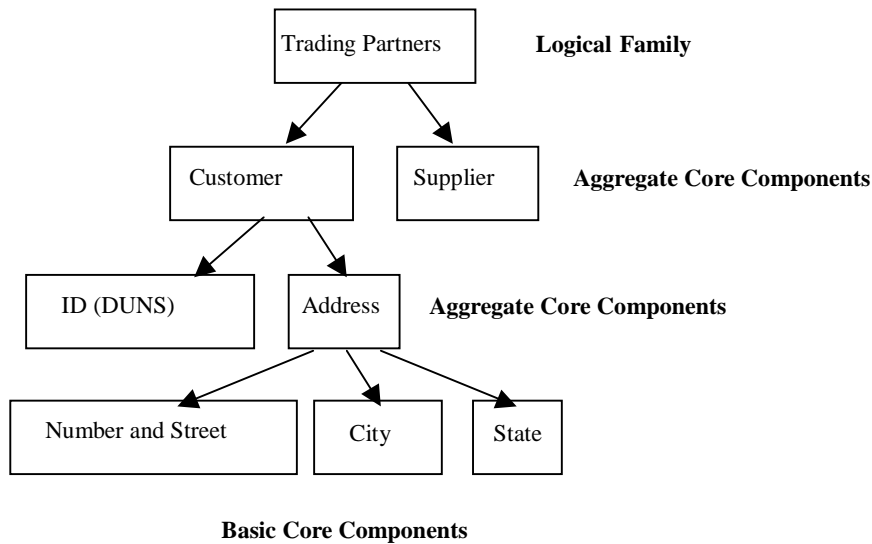 Trading Partners
Logical Family
Customer
Supplier
Aggregate Core Components
ID (DUNS)
Address
Aggregate Core Components
Number and Street
City
State
Basic Core Components